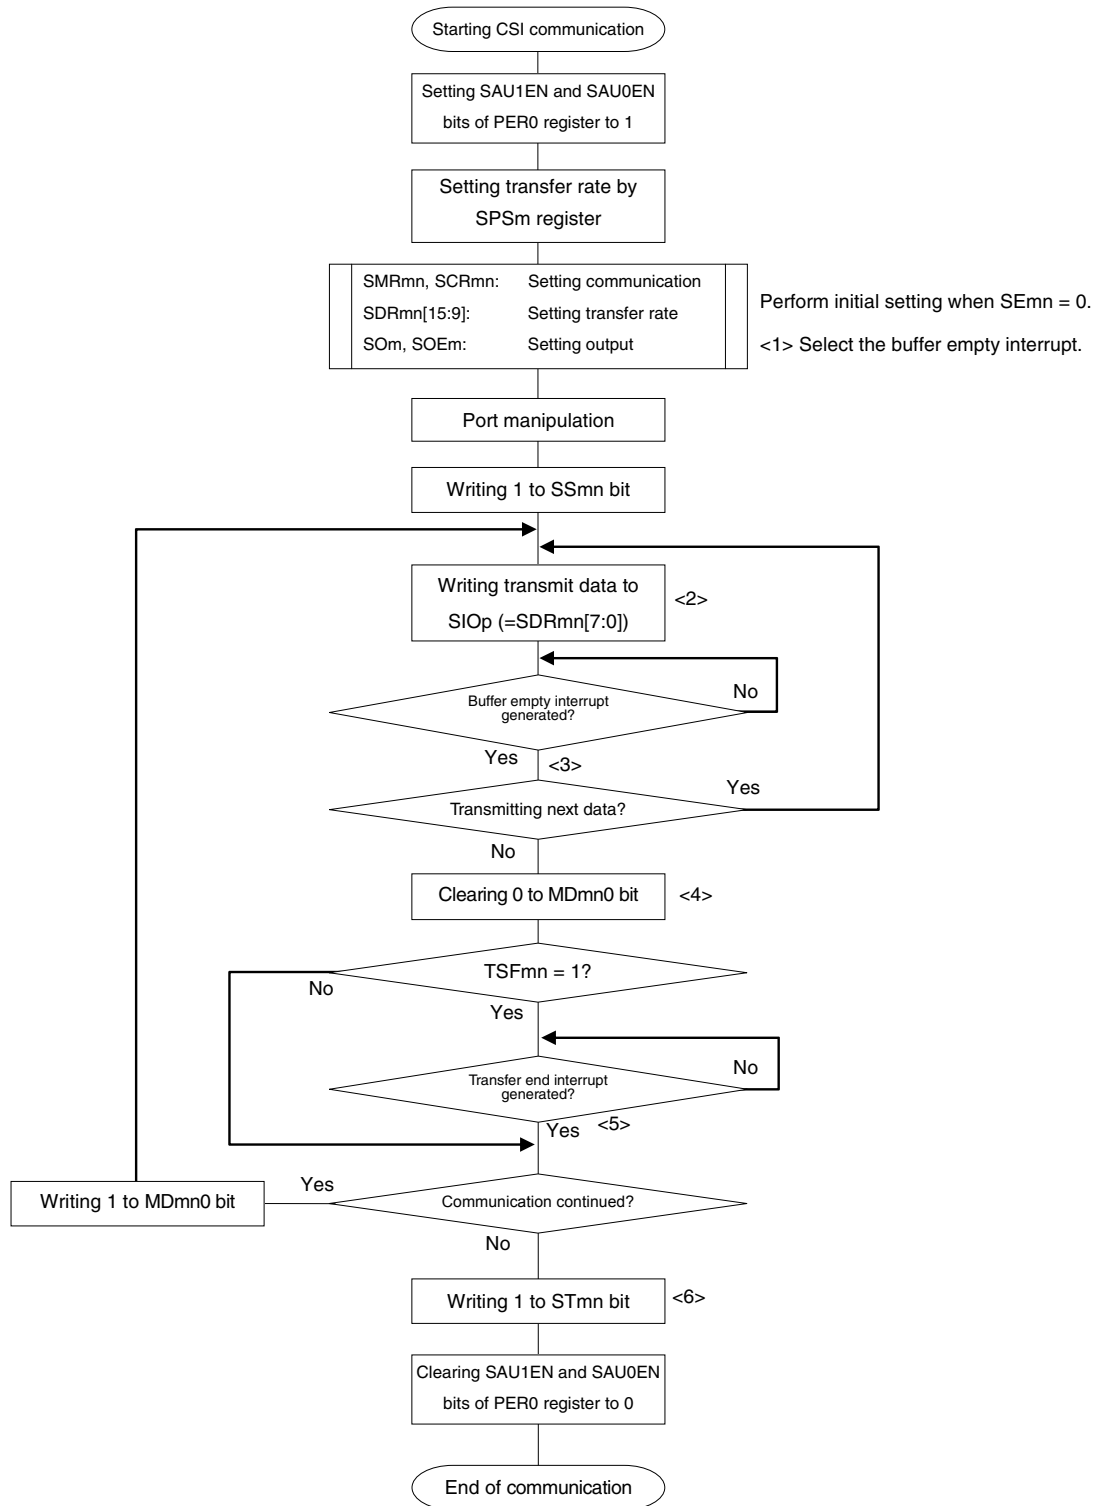 Starting CSI communication
Setting SAU1EN and SAU0EN
bits of PER0 register to 1
Setting transfer rate by
SPSm register
SMRmn, SCRmn: Setting communication
SDRmn[15:9]: Setting transfer rate
SOm, SOEm: Setting output
Perform initial setting when SEmn = 0.
<1> Select the buffer empty interrupt.
Port manipulation
Writing 1 to SSmn bit
Writing transmit data to
SIOp (=SDRmn[7:0])
<2>
Buffer empty interrupt
generated?
No
Yes
<3>
Transmitting next data?
Yes
No
Clearing 0 to MDmn0 bit
<4>
TSFmn = 1?
No
Yes
Transfer end interrupt
generated?
No
Yes
<5>
Communication continued?
Yes
Writing 1 to MDmn0 bit
No
Writing 1 to STmn bit
<6>
Clearing SAU1EN and SAU0EN
bits of PER0 register to 0
End of communication